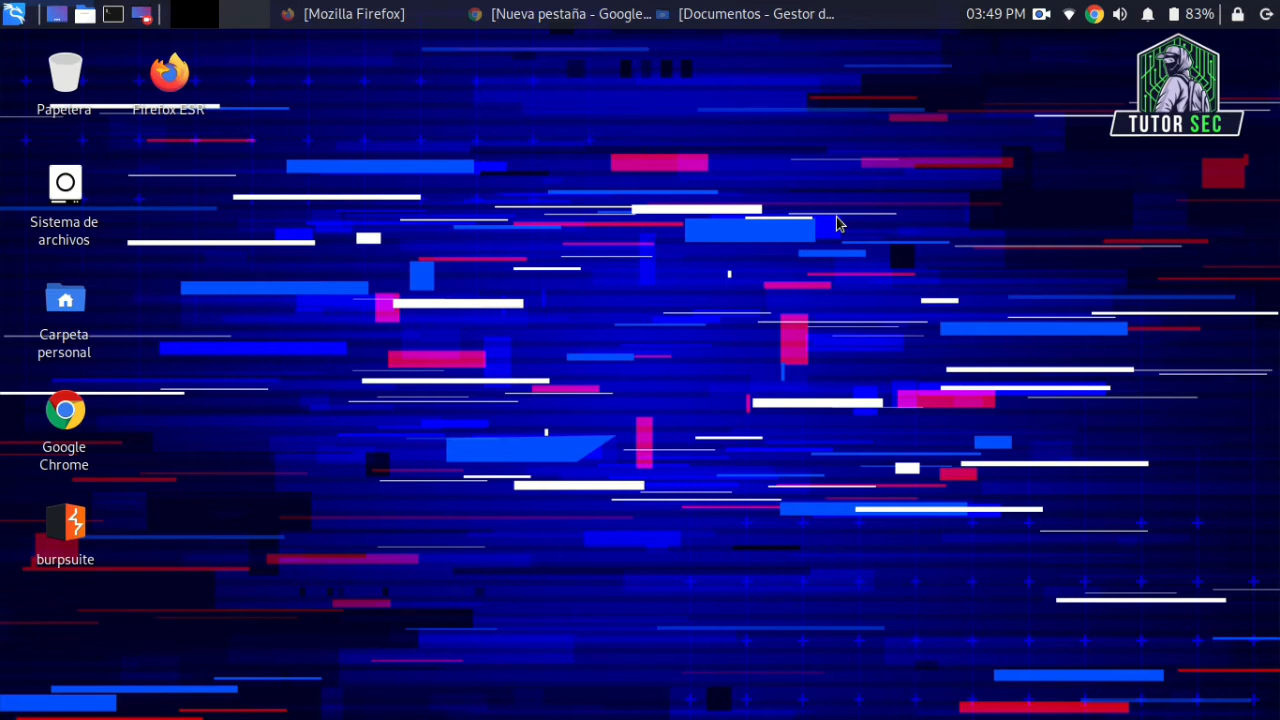 [Mozilla Firefox]
[Nueva pestaña - Google...
[Documentos - Gestor d...
03:49 PM
83%
Papelera
Firefox ESR
TUTOR SEC
Sistema de
archivos
Carpeta
personal
Google
Chrome
burpsuite